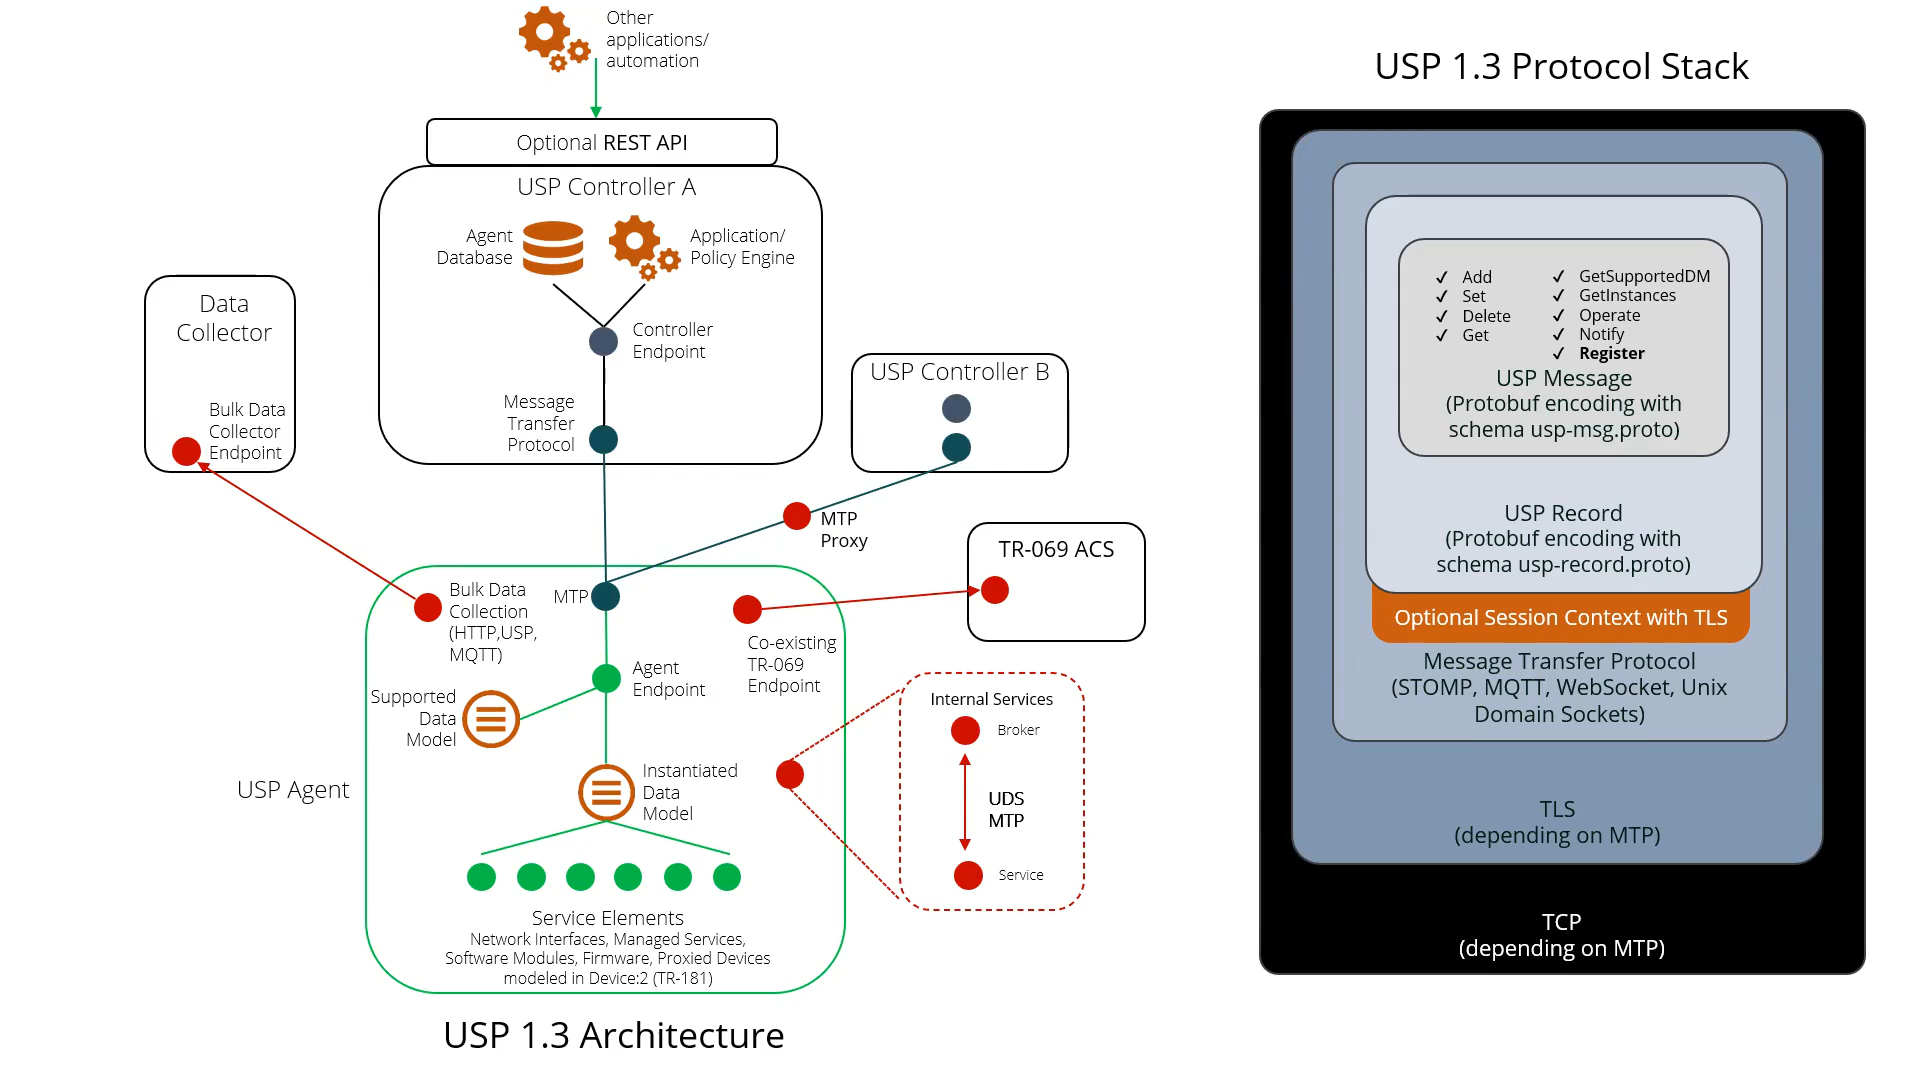 Other
applications/
automation
Optional REST API
USP Controller A
Agent
Database
Application/
Policy Engine
Controller
Endpoint
Message
Transfer
Protocol
Data
Collector
Bulk Data
Collector
Endpoint
USP Controller B
MTP
Proxy
TR-069 ACS
Bulk Data
Collection
(HTTP,USP,
MQTT)
MTP
Co-existing
TR-069
Endpoint
Agent
Endpoint
Supported
Data
Model
USP Agent
Instantiated
Data
Model
Internal Services
Broker
UDS
MTP
Service
Service Elements
Network Interfaces, Managed Services,
Software Modules, Firmware, Proxied Devices
modeled in Device:2 (TR-181)
USP 1.3 Architecture
USP 1.3 Protocol Stack
✓ Add
✓ Set
✓ Delete
✓ Get
✓ GetSupportedDM
✓ GetInstances
✓ Operate
✓ Notify
✓ Register
USP Message
(Protobuf encoding with
schema usp-msg.proto)
USP Record
(Protobuf encoding with
schema usp-record.proto)
Optional Session Context with TLS
Message Transfer Protocol
(STOMP, MQTT, WebSocket, Unix
Domain Sockets)
TLS
(depending on MTP)
TCP
(depending on MTP)